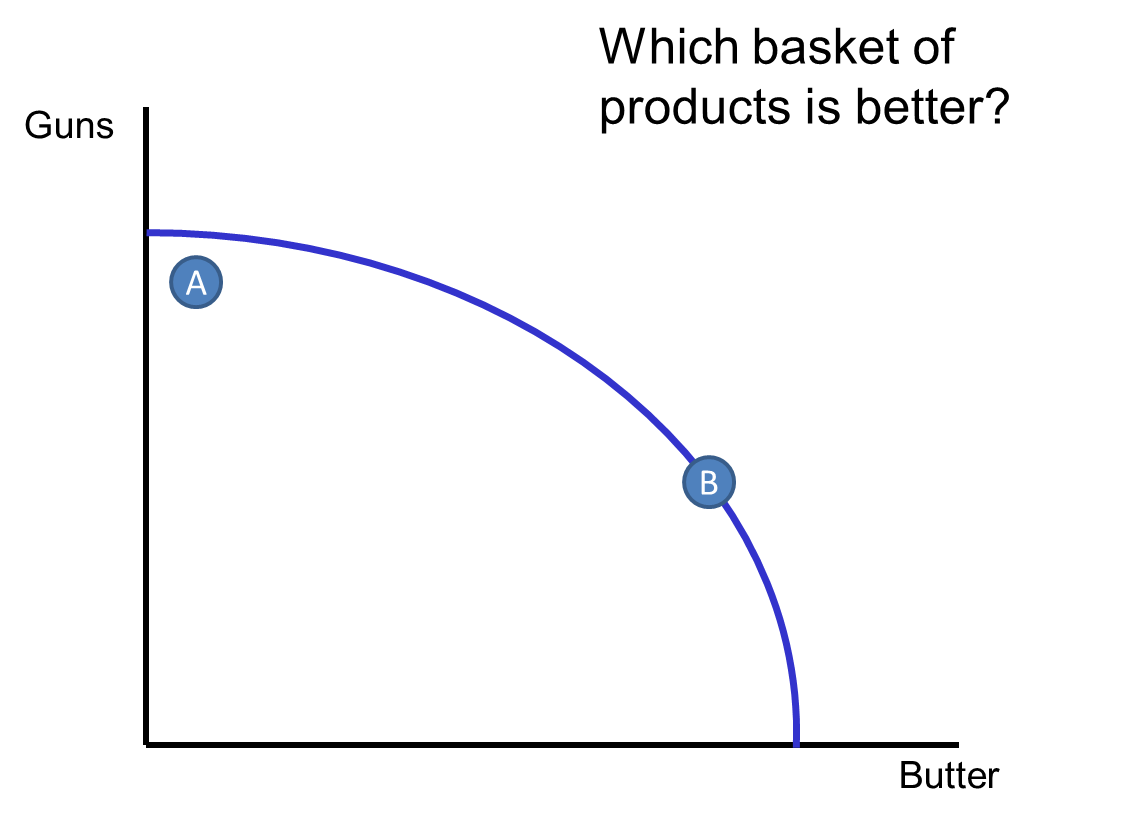 Which basket of
products is better?
Guns
A
B
Butter